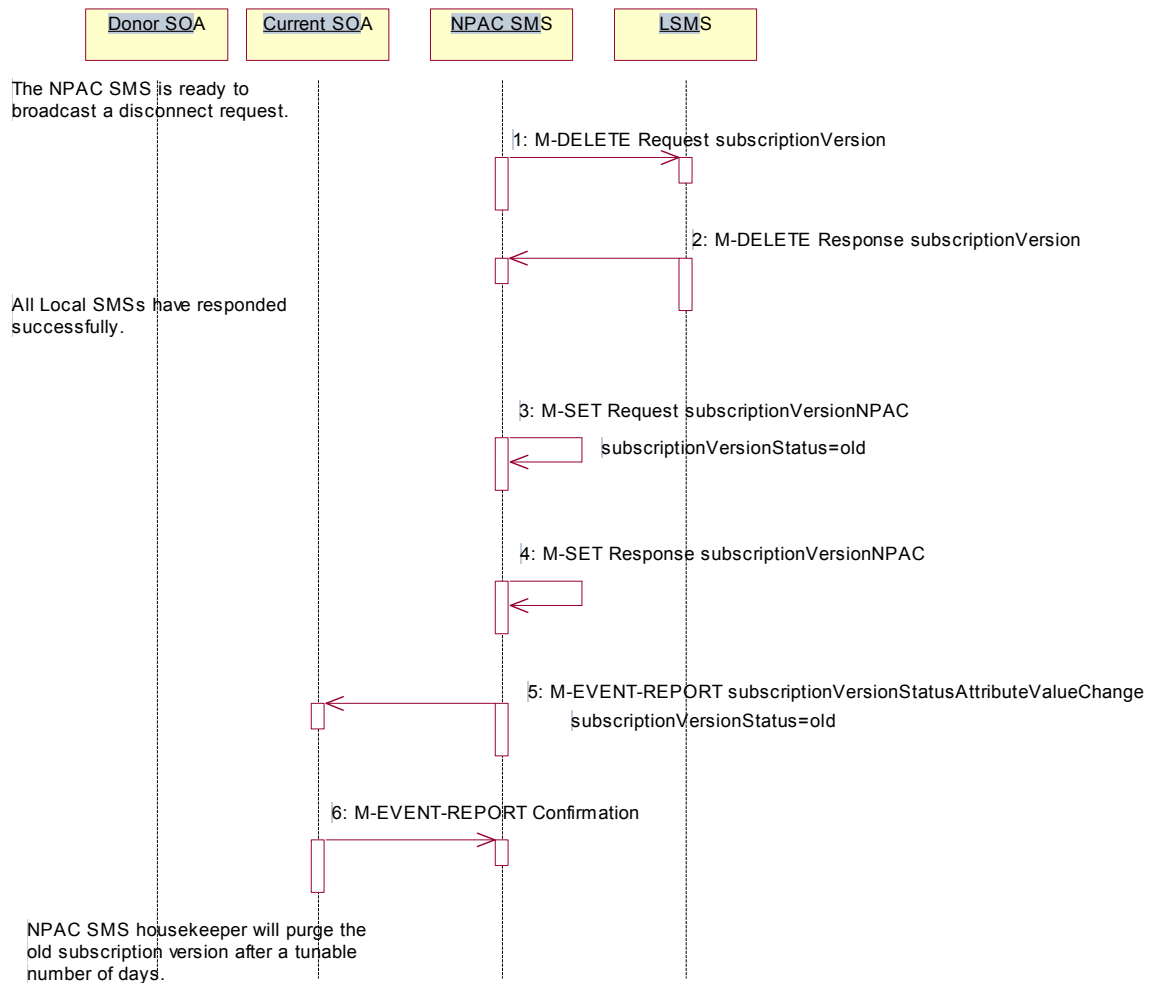 Donor SOA
Current SOA
NPAC SMS
LSMS
The NPAC SMS is ready to
broadcast a disconnect request.
1: M-DELETE Request subscriptionVersion
2: M-DELETE Response subscriptionVersion
All Local SMSs have responded
successfully.
3: M-SET Request subscriptionVersionNPAC
subscriptionVersionStatus=old
4: M-SET Response subscriptionVersionNPAC
5: M-EVENT-REPORT subscriptionVersionStatusAttributeValueChange
subscriptionVersionStatus=old
6: M-EVENT-REPORT Confirmation
NPAC SMS housekeeper will purge the
old subscription version after a tunable
number of days.